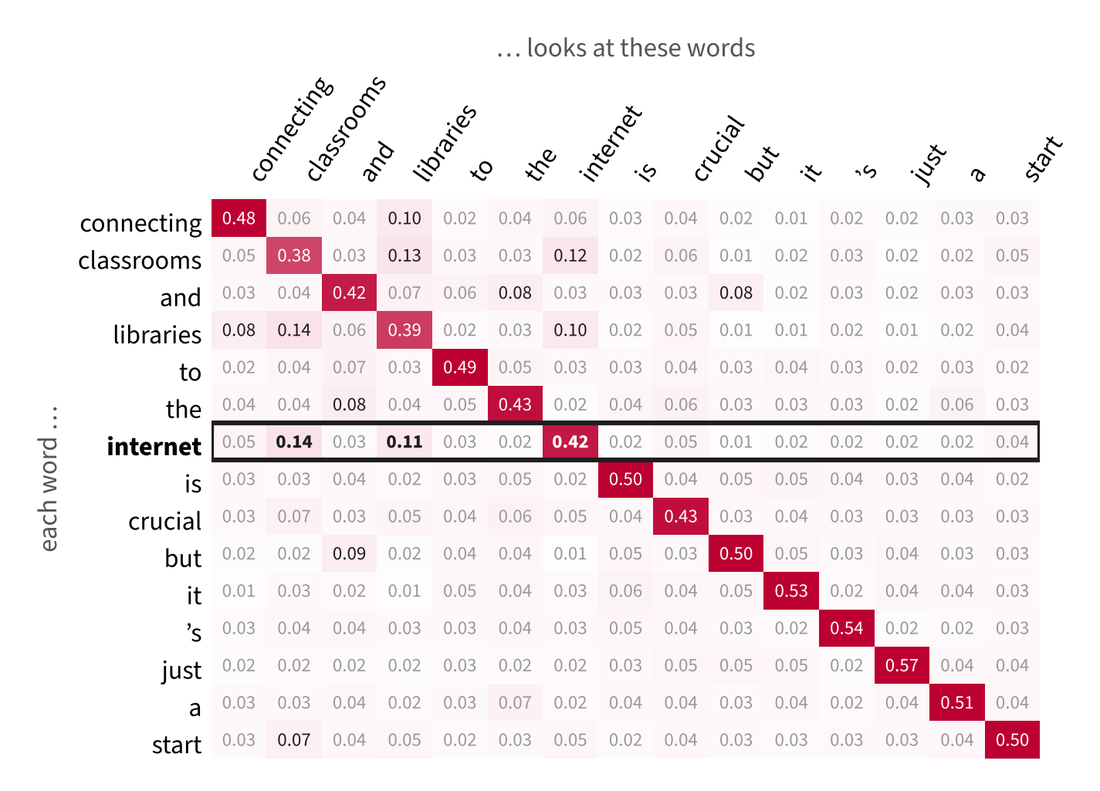 … looks at these words
connecting classrooms and libraries to the internet is crucial but it ’s just a start
each word …
connecting 0.48 0.06 0.04 0.10 0.02 0.04 0.06 0.03 0.04 0.02 0.01 0.02 0.02 0.03 0.03
classrooms 0.05 0.38 0.03 0.13 0.03 0.03 0.12 0.02 0.06 0.01 0.02 0.03 0.02 0.02 0.05
and 0.03 0.04 0.42 0.07 0.06 0.08 0.03 0.03 0.03 0.08 0.02 0.03 0.02 0.03 0.03
libraries 0.08 0.14 0.06 0.39 0.02 0.03 0.10 0.02 0.05 0.01 0.01 0.02 0.01 0.02 0.04
to 0.02 0.04 0.07 0.03 0.49 0.05 0.03 0.03 0.04 0.03 0.04 0.03 0.02 0.03 0.02
the 0.04 0.04 0.08 0.04 0.05 0.43 0.02 0.04 0.06 0.03 0.03 0.03 0.02 0.06 0.03
internet 0.05 0.14 0.03 0.11 0.03 0.02 0.42 0.02 0.05 0.01 0.02 0.02 0.02 0.02 0.04
is 0.03 0.03 0.04 0.02 0.03 0.05 0.02 0.50 0.04 0.05 0.05 0.04 0.03 0.04 0.02
crucial 0.03 0.07 0.03 0.05 0.04 0.06 0.05 0.04 0.43 0.03 0.04 0.03 0.03 0.03 0.03
but 0.02 0.02 0.09 0.02 0.04 0.04 0.01 0.05 0.03 0.50 0.05 0.03 0.04 0.03 0.03
it 0.01 0.03 0.02 0.01 0.05 0.04 0.03 0.06 0.04 0.05 0.53 0.02 0.04 0.04 0.03
’s 0.03 0.04 0.04 0.03 0.03 0.04 0.03 0.05 0.04 0.03 0.02 0.54 0.02 0.02 0.03
just 0.02 0.02 0.02 0.02 0.03 0.02 0.02 0.03 0.05 0.05 0.05 0.02 0.57 0.04 0.04
a 0.03 0.03 0.04 0.02 0.03 0.07 0.02 0.04 0.04 0.03 0.04 0.02 0.04 0.51 0.04
start 0.03 0.07 0.04 0.05 0.02 0.03 0.05 0.02 0.04 0.03 0.03 0.03 0.03 0.04 0.50